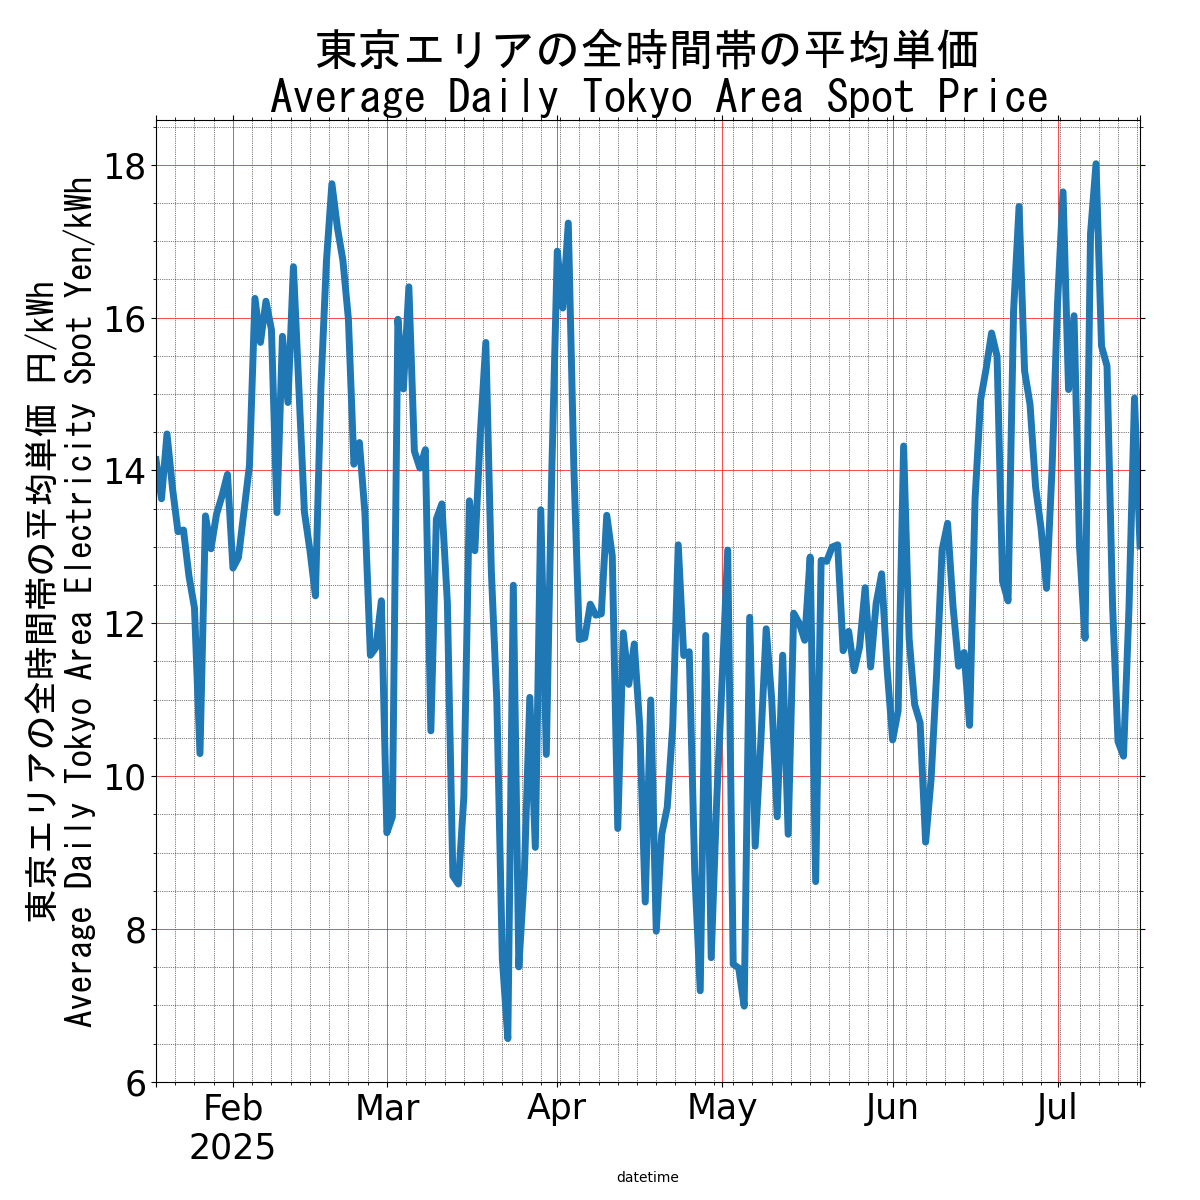 東京エリアの全時間帯の平均単価
Average Daily Tokyo Area Spot Price
東京エリアの全時間帯の平均単価 円/kWh
Average Daily Tokyo Area Electricity Spot Yen/kWh
18
16
14
12
10
8
6
Feb
2025
Mar
Apr
May
Jun
Jul
datetime